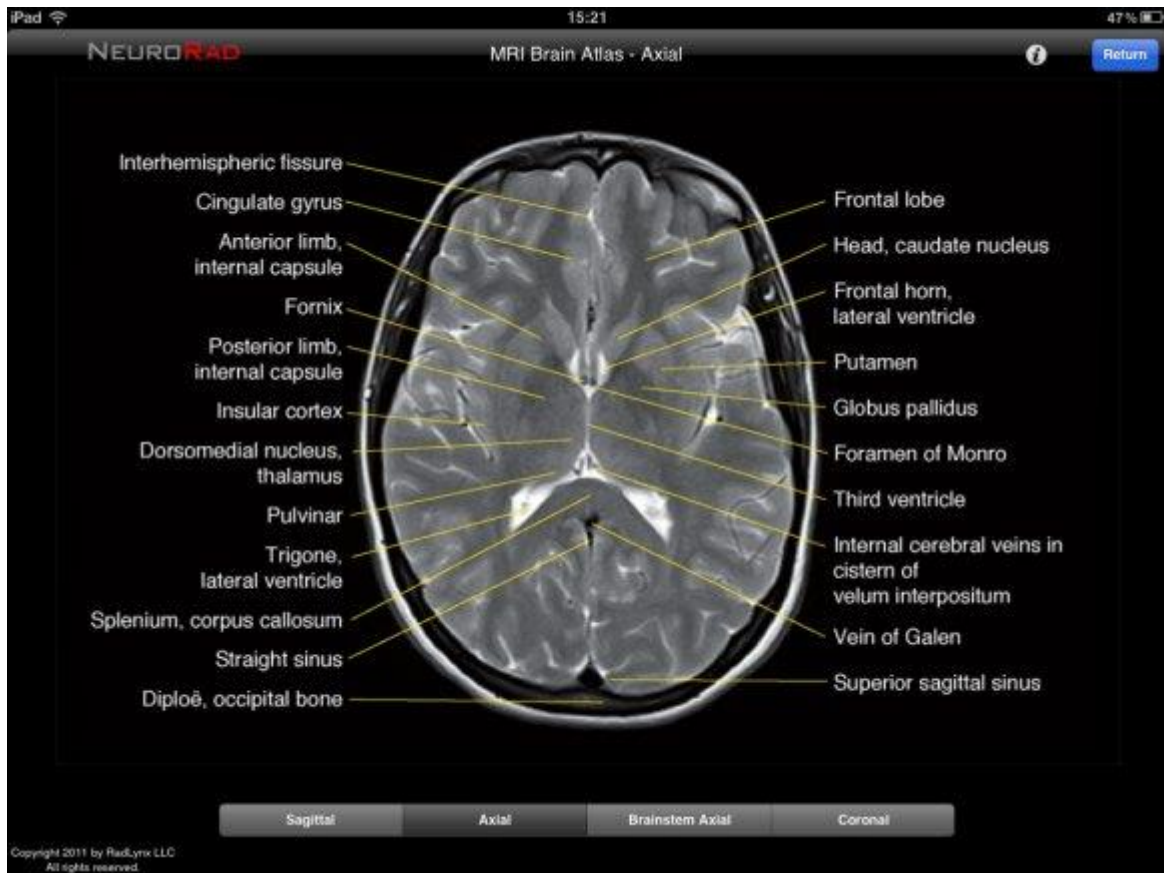 iPad
15:21
47%
NEURORAD
MRI Brain Atlas - Axial
i
Return
Interhemispheric fissure
Cingulate gyrus
Anterior limb,
internal capsule
Fornix
Posterior limb,
internal capsule
Insular cortex
Dorsomedial nucleus,
thalamus
Pulvinar
Trigone,
lateral ventricle
Splenium, corpus callosum
Straight sinus
Diploë, occipital bone
Frontal lobe
Head, caudate nucleus
Frontal horn,
lateral ventricle
Putamen
Globus pallidus
Foramen of Monro
Third ventricle
Internal cerebral veins in
cistern of
velum interpositum
Vein of Galen
Superior sagittal sinus
Sagittal
Axial
Brainstem Axial
Coronal
Copyright 2011 by RadLynx LLC
All rights reserved.